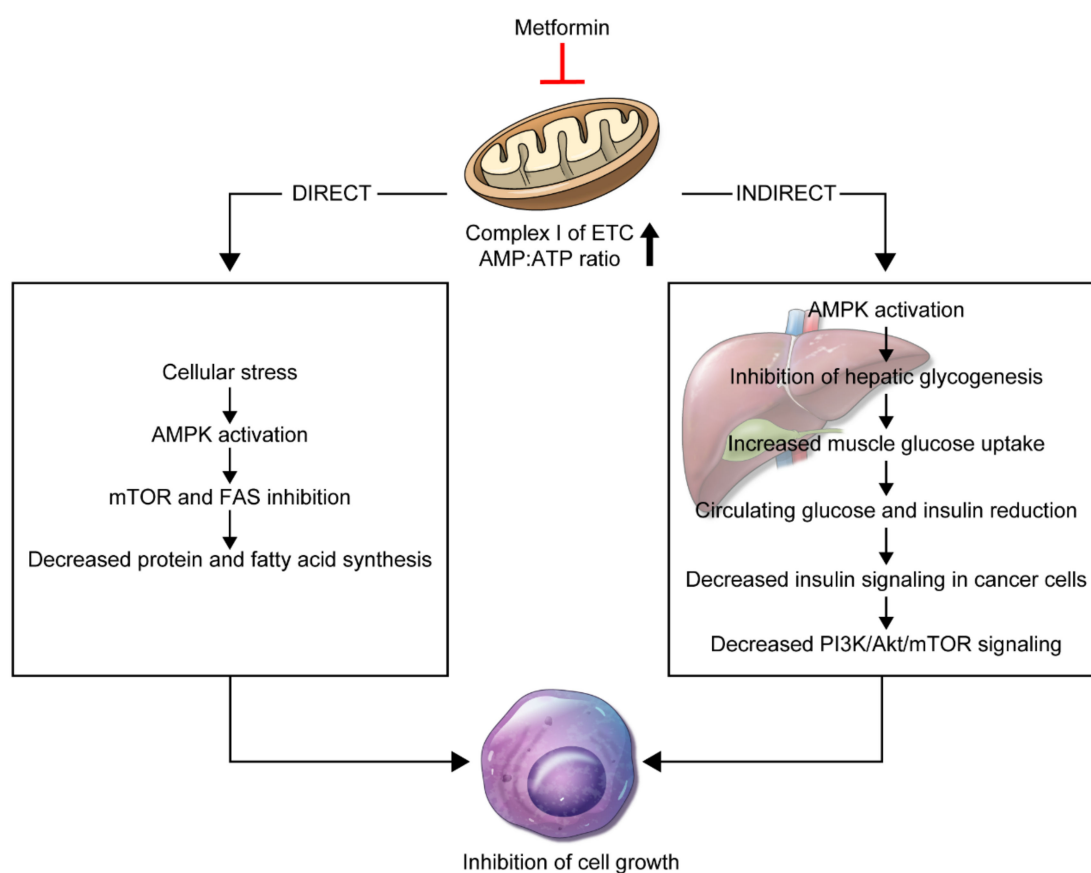 Metformin
DIRECT
INDIRECT
Complex I of ETC
AMP:ATP ratio
Cellular stress
AMPK activation
mTOR and FAS inhibition
Decreased protein and fatty acid synthesis
AMPK activation
Inhibition of hepatic glycogenesis
Increased muscle glucose uptake
Circulating glucose and insulin reduction
Decreased insulin signaling in cancer cells
Decreased PI3K/Akt/mTOR signaling
Inhibition of cell growth